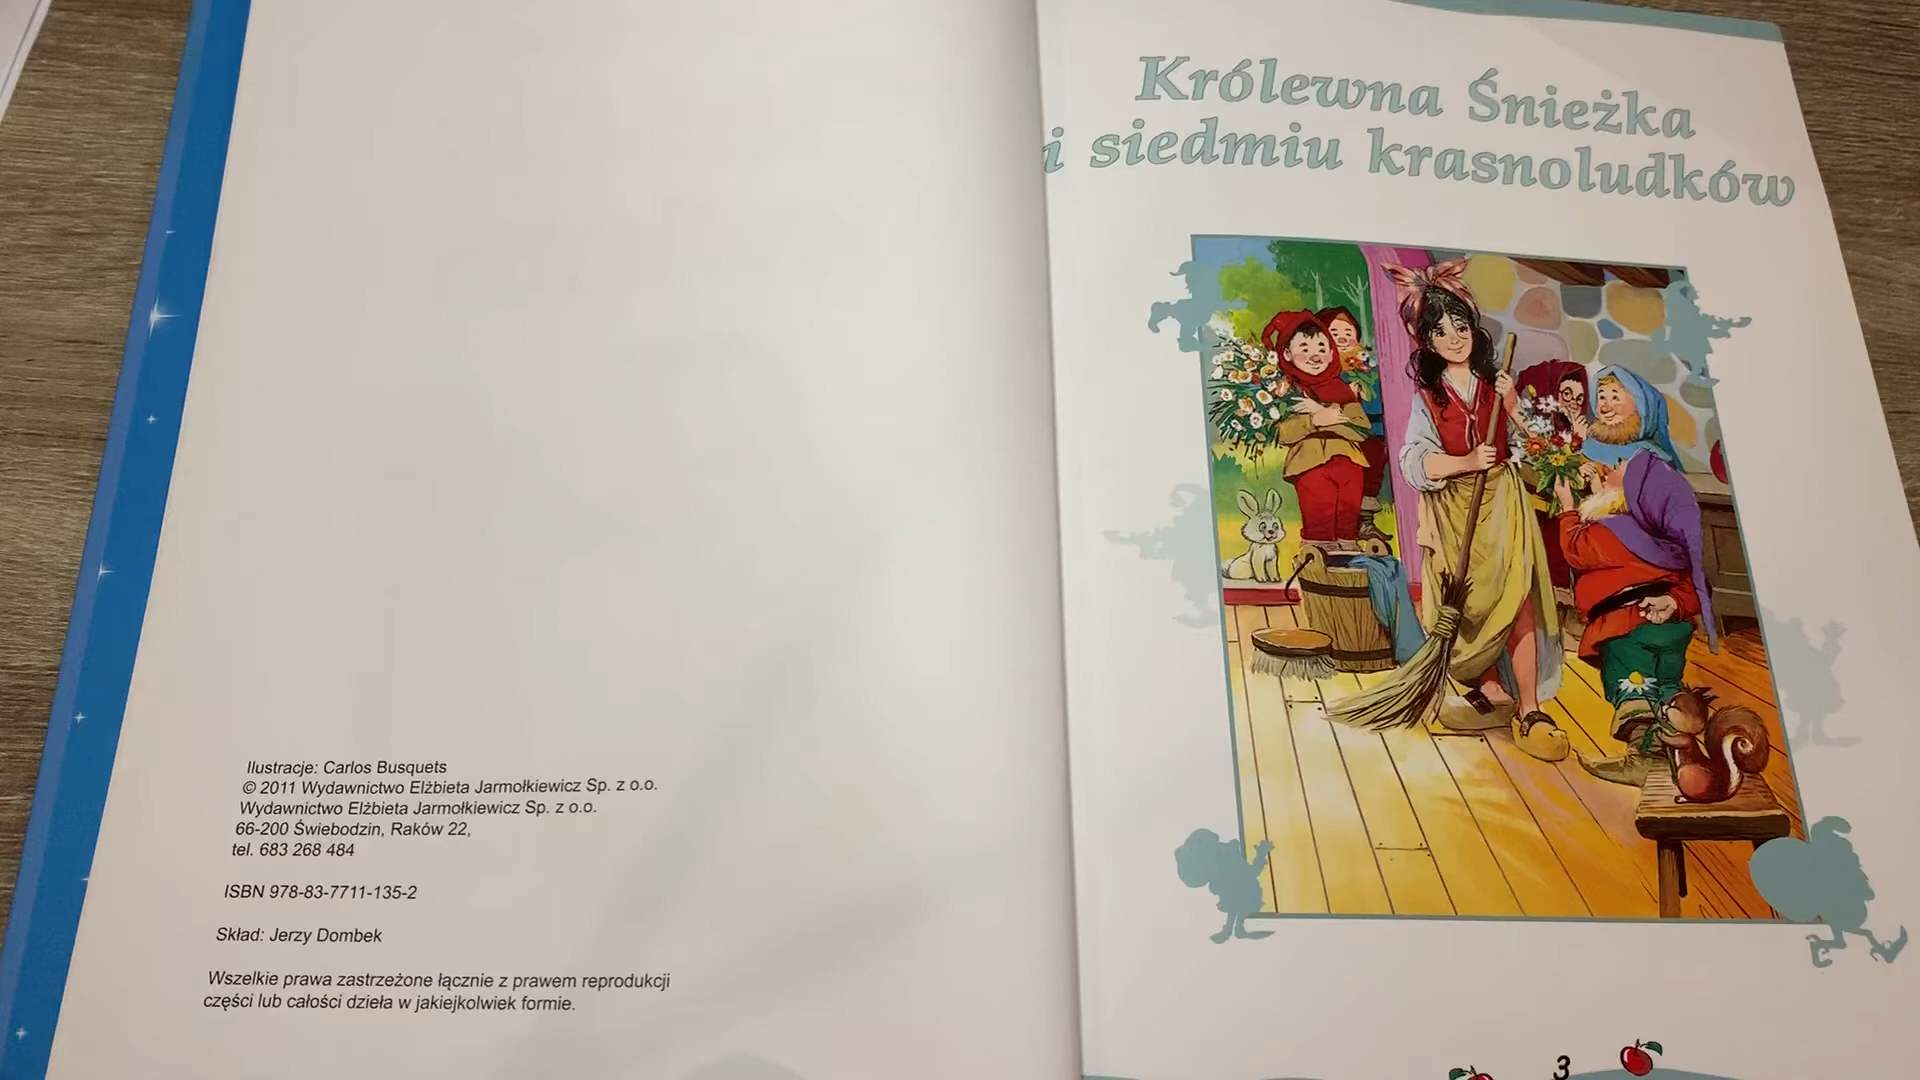 Ilustracje: Carlos Busquets
© 2011 Wydawnictwo Elżbieta Jarmołkiewicz Sp. z o.o.
Wydawnictwo Elżbieta Jarmołkiewicz Sp. z o.o.
66-200 Świebodzin, Raków 22,
tel. 683 268 484
ISBN 978-83-7711-135-2
Skład: Jerzy Dombek
Wszelkie prawa zastrzeżone łącznie z prawem reprodukcji
części lub całości dzieła w jakiejkolwiek formie.
Królewna Śnieżka
i siedmiu krasnoludków
3